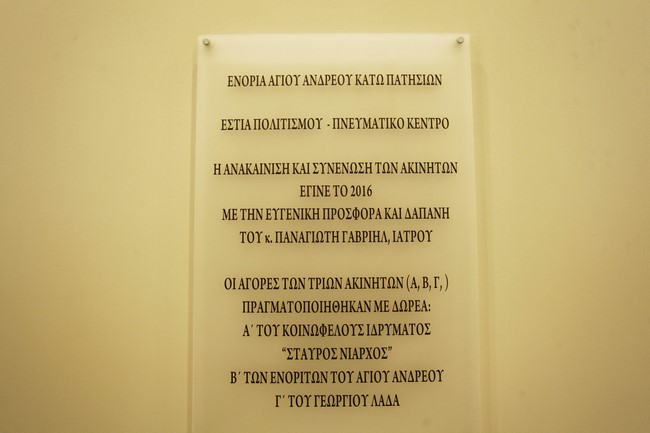 ΕΝΟΡΙΑ ΑΓΙΟΥ ΑΝΔΡΕΟΥ ΚΑΤΩ ΠΑΤΗΣΙΩΝ
ΕΣΤΙΑ ΠΟΛΙΤΙΣΜΟΥ - ΠΝΕΥΜΑΤΙΚΟ ΚΕΝΤΡΟ
Η ΑΝΑΚΑΙΝΙΣΗ ΚΑΙ ΣΥΝΕΝΩΣΗ ΤΩΝ ΑΚΙΝΗΤΩΝ
ΕΓΙΝΕ ΤΟ 2016
ΜΕ ΤΗΝ ΕΥΓΕΝΙΚΗ ΠΡΟΣΦΟΡΑ ΚΑΙ ΔΑΠΑΝΗ
ΤΟΥ κ. ΠΑΝΑΓΙΩΤΗ ΓΑΒΡΙΗΛ, ΙΑΤΡΟΥ
ΟΙ ΑΓΟΡΕΣ ΤΩΝ ΤΡΙΩΝ ΑΚΙΝΗΤΩΝ (Α, Β, Γ, )
ΠΡΑΓΜΑΤΟΠΟΙΗΘΗΚΑΝ ΜΕ ΔΩΡΕΑ:
Α΄ ΤΟΥ ΚΟΙΝΩΦΕΛΟΥΣ ΙΔΡΥΜΑΤΟΣ
“ΣΤΑΥΡΟΣ ΝΙΑΡΧΟΣ”
Β΄ ΤΩΝ ΕΝΟΡΙΤΩΝ ΤΟΥ ΑΓΙΟΥ ΑΝΔΡΕΟΥ
Γ΄ ΤΟΥ ΓΕΩΡΓΙΟΥ ΛΑΔΑ